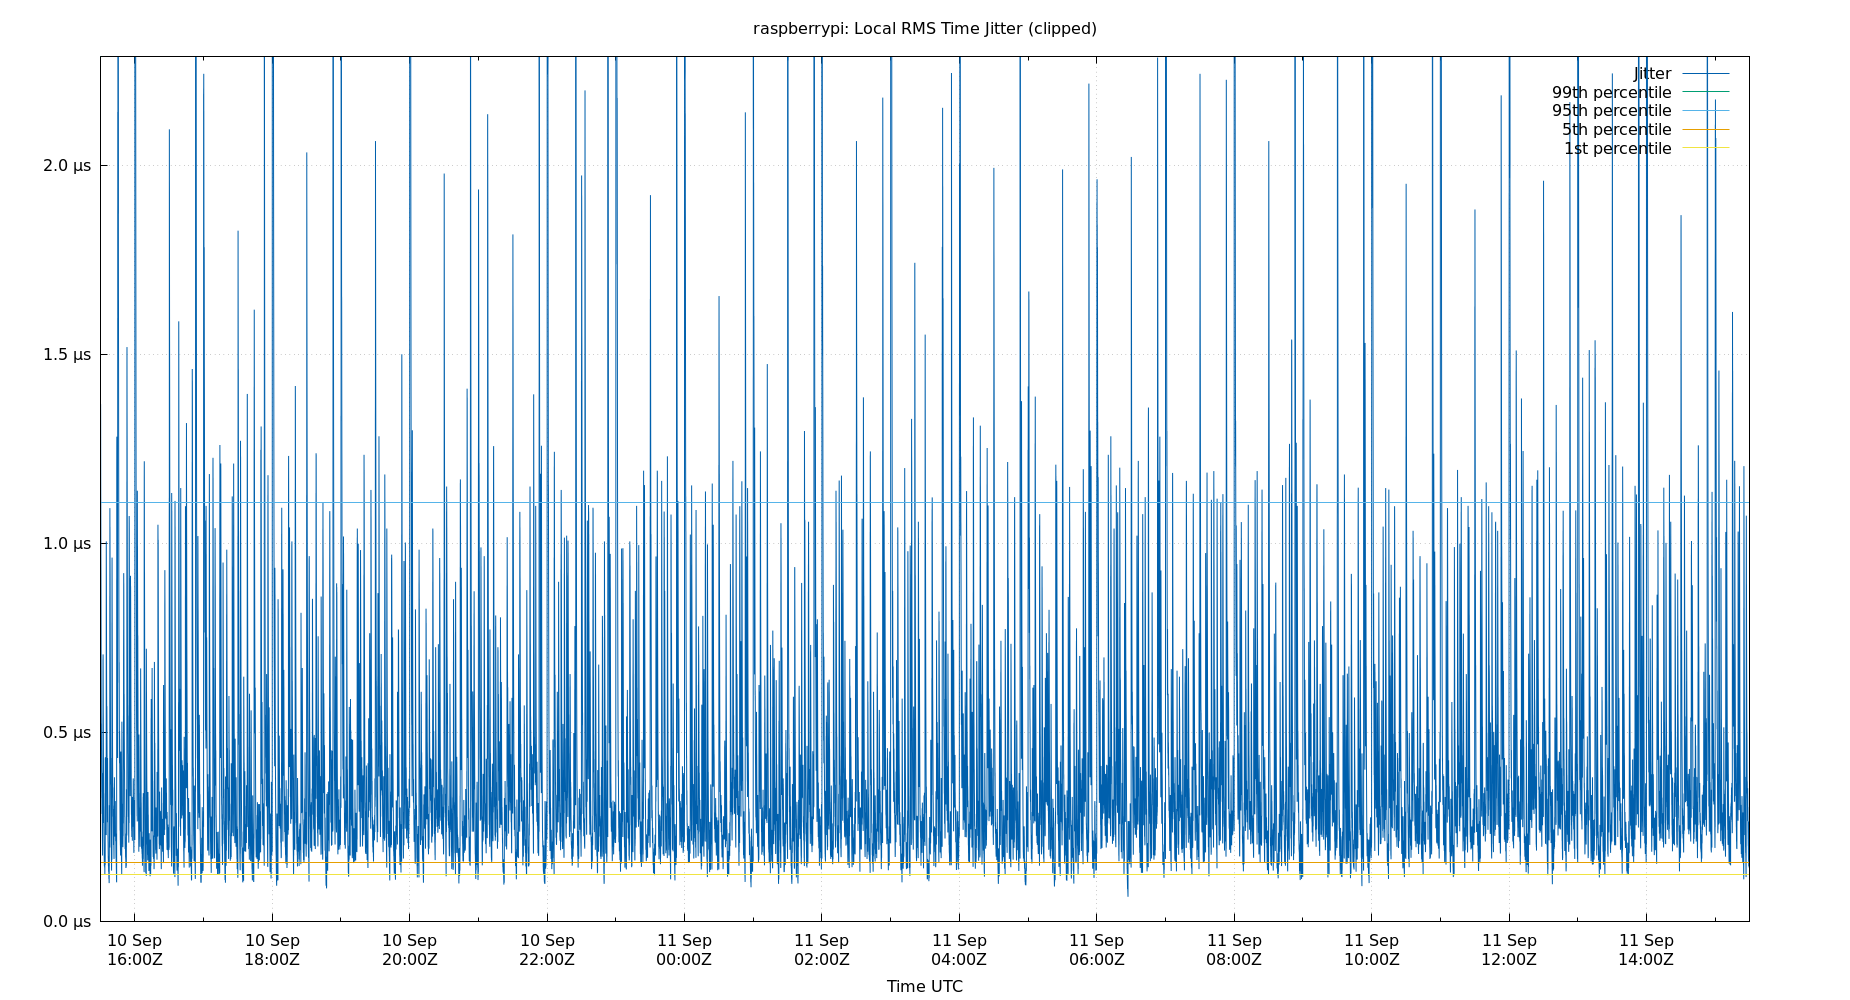 raspberrypi: Local RMS Time Jitter (clipped)
Jitter
99th percentile
95th percentile
5th percentile
1st percentile
2.0 µs
1.5 µs
1.0 µs
0.5 µs
0.0 µs
10 Sep 10 Sep 10 Sep 10 Sep 11 Sep 11 Sep 11 Sep 11 Sep 11 Sep 11 Sep 11 Sep 11 Sep
16:00Z 18:00Z 20:00Z 22:00Z 00:00Z 02:00Z 04:00Z 06:00Z 08:00Z 10:00Z 12:00Z 14:00Z
Time UTC